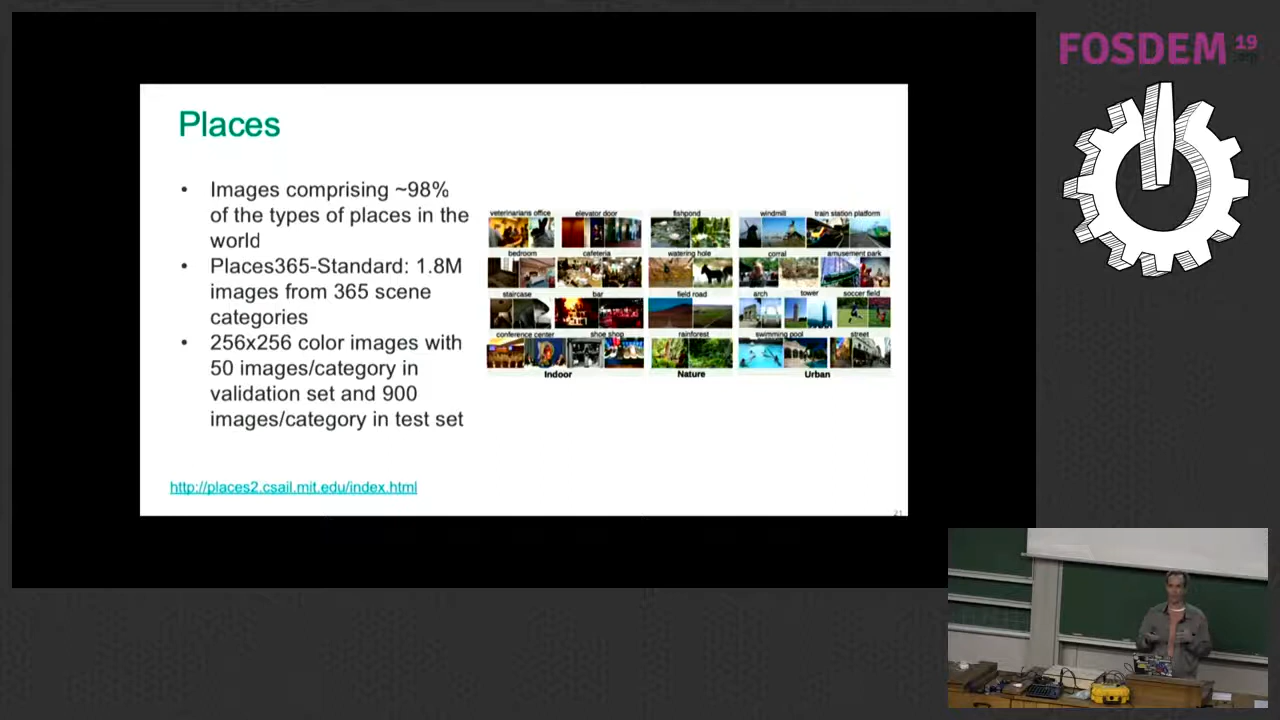 FOSDEM 19
.org
Places
• Images comprising ~98%
of the types of places in the
world
• Places365-Standard: 1.8M
images from 365 scene
categories
• 256x256 color images with
50 images/category in
validation set and 900
images/category in test set
http://places2.csail.mit.edu/index.html
veterinarians office elevator door fishpond windmill train station platform
bedroom cafeteria watering hole corral amusement park
staircase bar field road arch tower soccer field
conference center shoe shop rainforest swimming pool street
Indoor Nature Urban
21